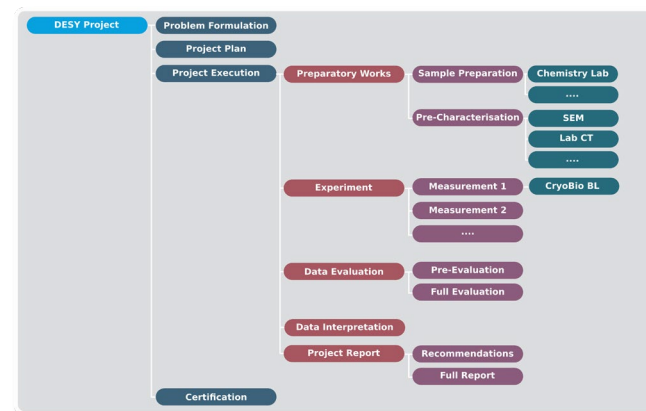 DESY Project
Problem Formulation
Project Plan
Project Execution
Preparatory Works
Sample Preparation
Chemistry Lab
....
Pre-Characterisation
SEM
Lab CT
....
Experiment
Measurement 1
CryoBio BL
Measurement 2
....
Data Evaluation
Pre-Evaluation
Full Evaluation
Data Interpretation
Project Report
Recommendations
Full Report
Certification